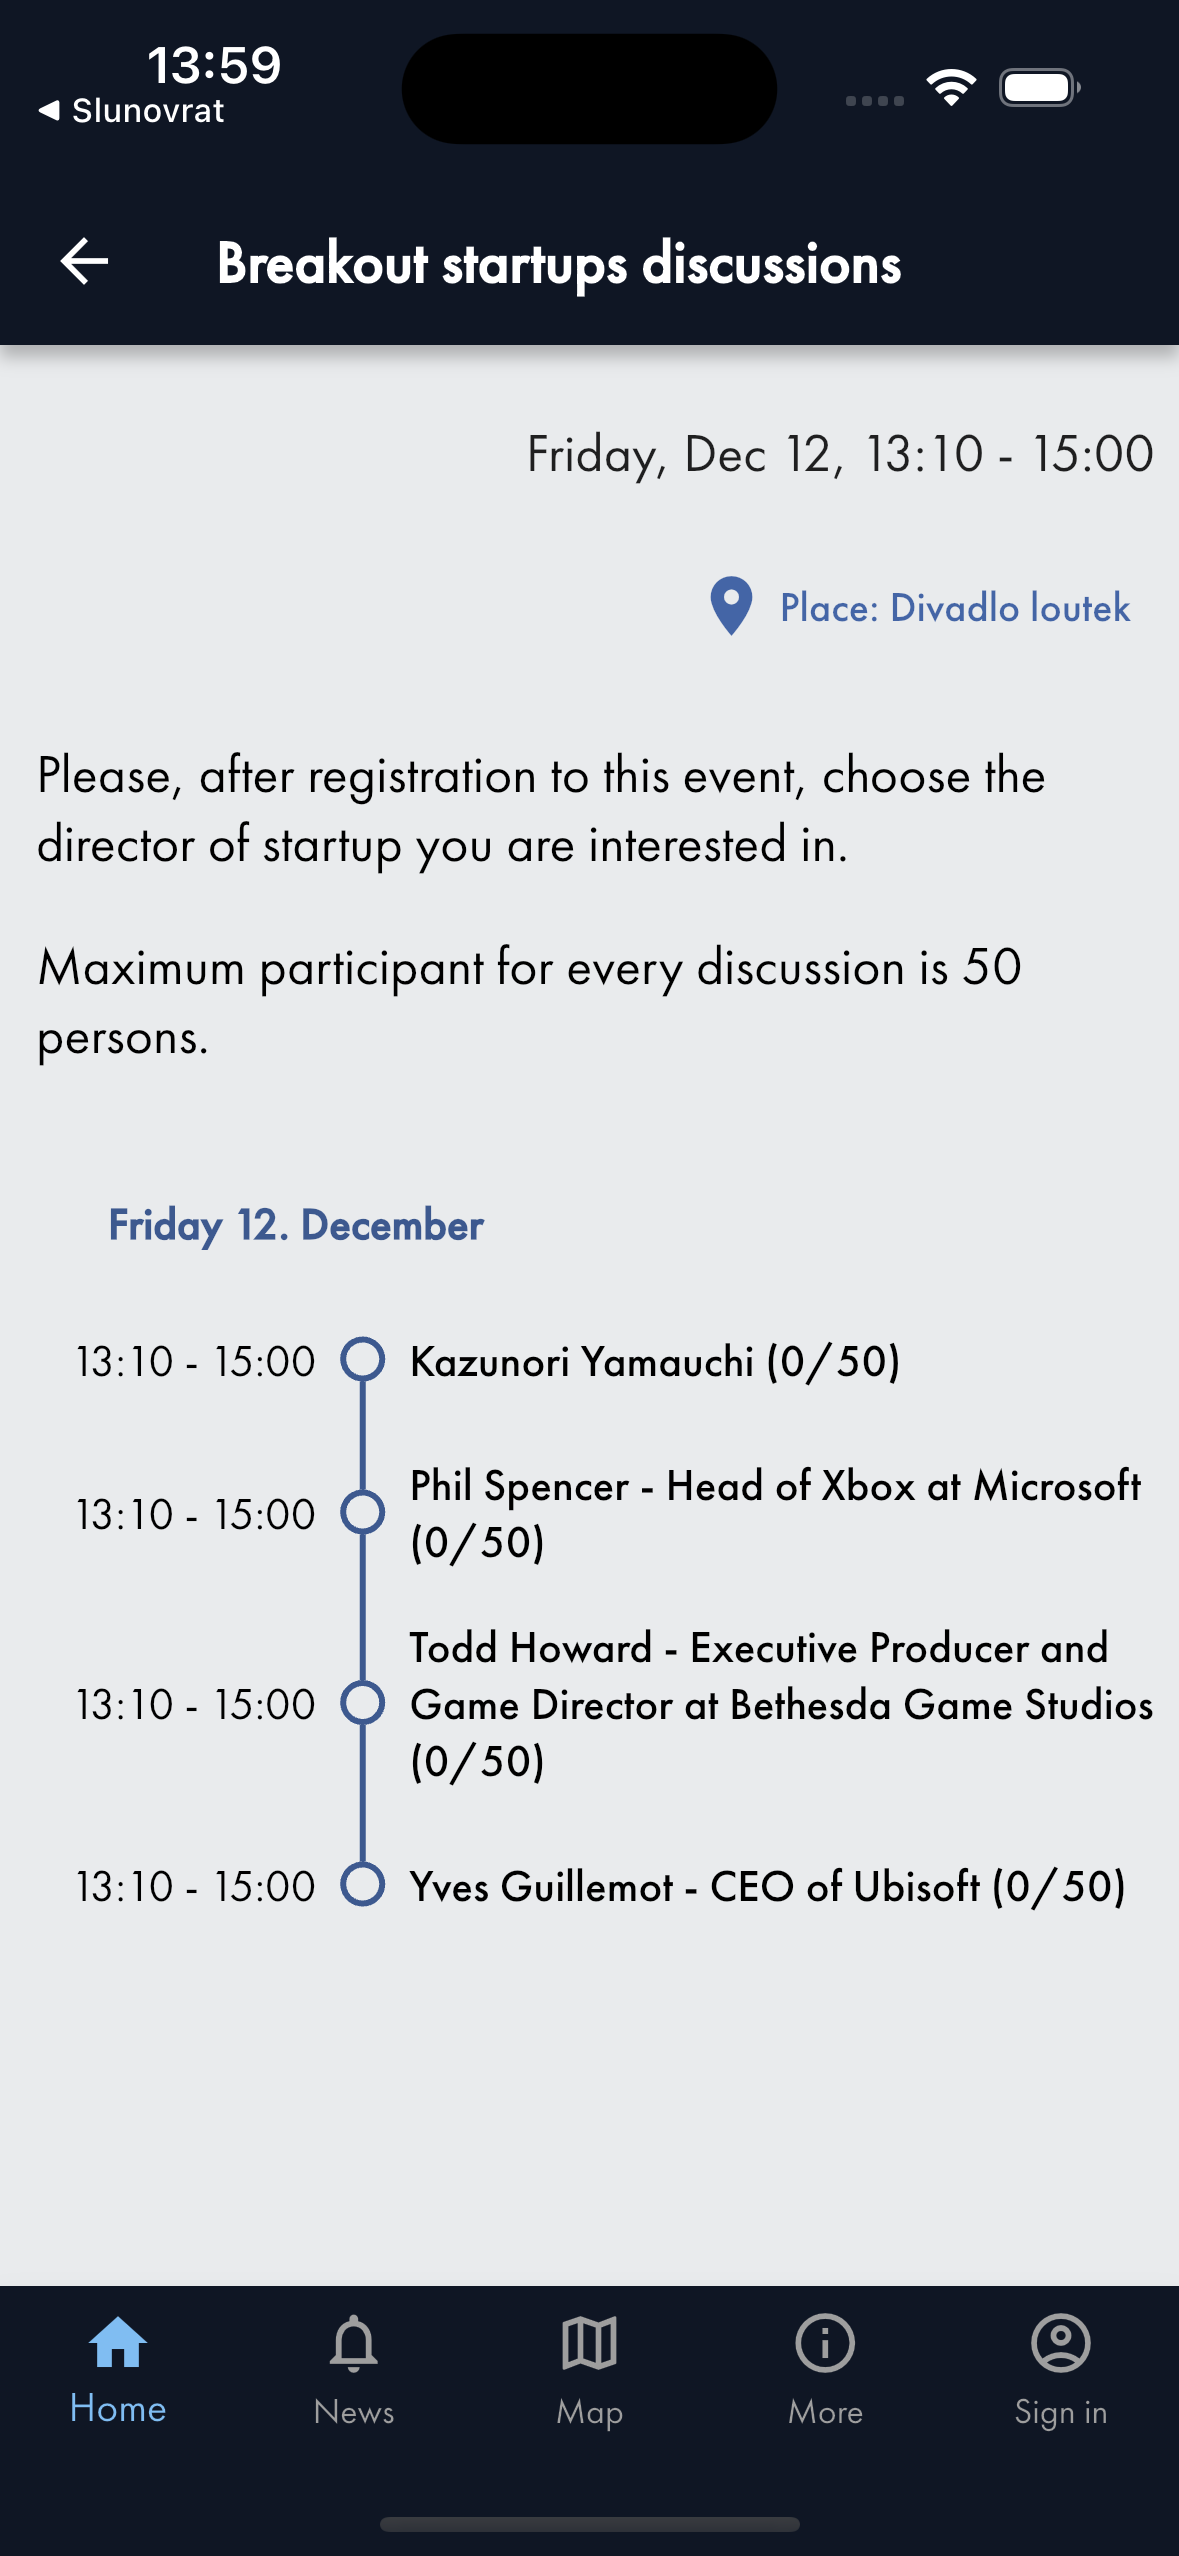 13:59
Slunovrat
Breakout startups discussions
Friday, Dec 12, 13:10 - 15:00
Place: Divadlo loutek
Please, after registration to this event, choose the
director of startup you are interested in.
Maximum participant for every discussion is 50
persons.
Friday 12. December
13:10 - 15:00 Kazunori Yamauchi (0/50)
13:10 - 15:00 Phil Spencer - Head of Xbox at Microsoft
(0/50)
13:10 - 15:00 Todd Howard - Executive Producer and
Game Director at Bethesda Game Studios
(0/50)
13:10 - 15:00 Yves Guillemot - CEO of Ubisoft (0/50)
Home
News
Map
More
Sign in